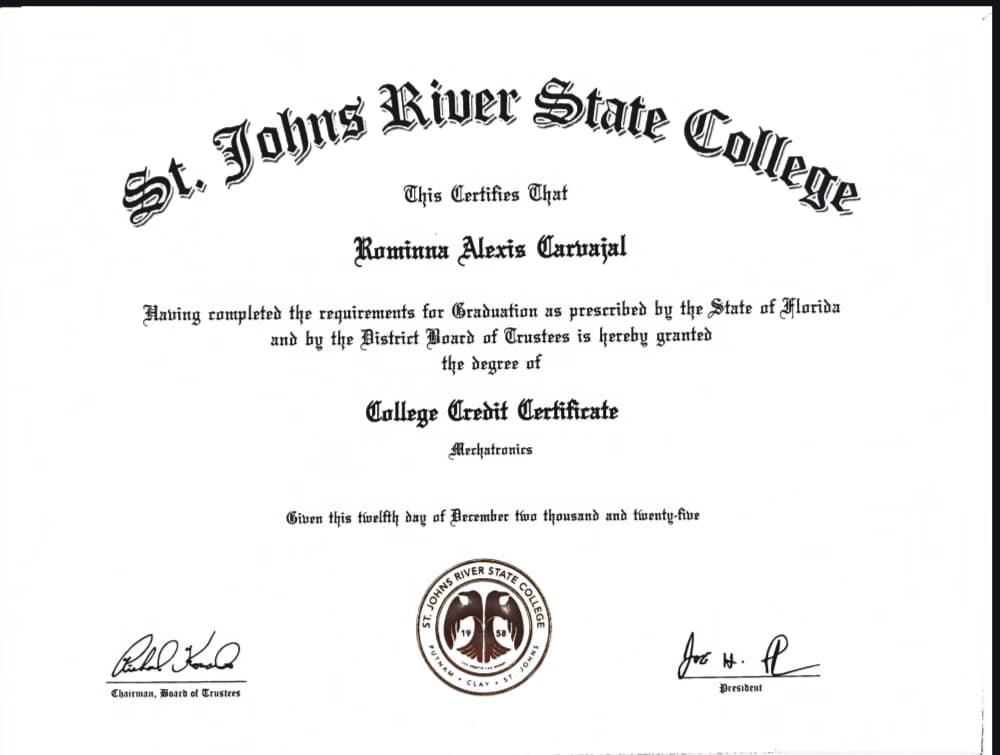 St. Johns River State College
This Certifies That
Rominna Alexis Carvajal
Having completed the requirements for Graduation as prescribed by the State of Florida
and by the District Board of Trustees is hereby granted
the degree of
College Credit Certificate
Mechatronics
Given this twelfth day of December two thousand and twenty-five
ST. JOHNS RIVER STATE COLLEGE
19 58
PUTNAM • CLAY • ST. JOHNS
Chairman, Board of Trustees
President